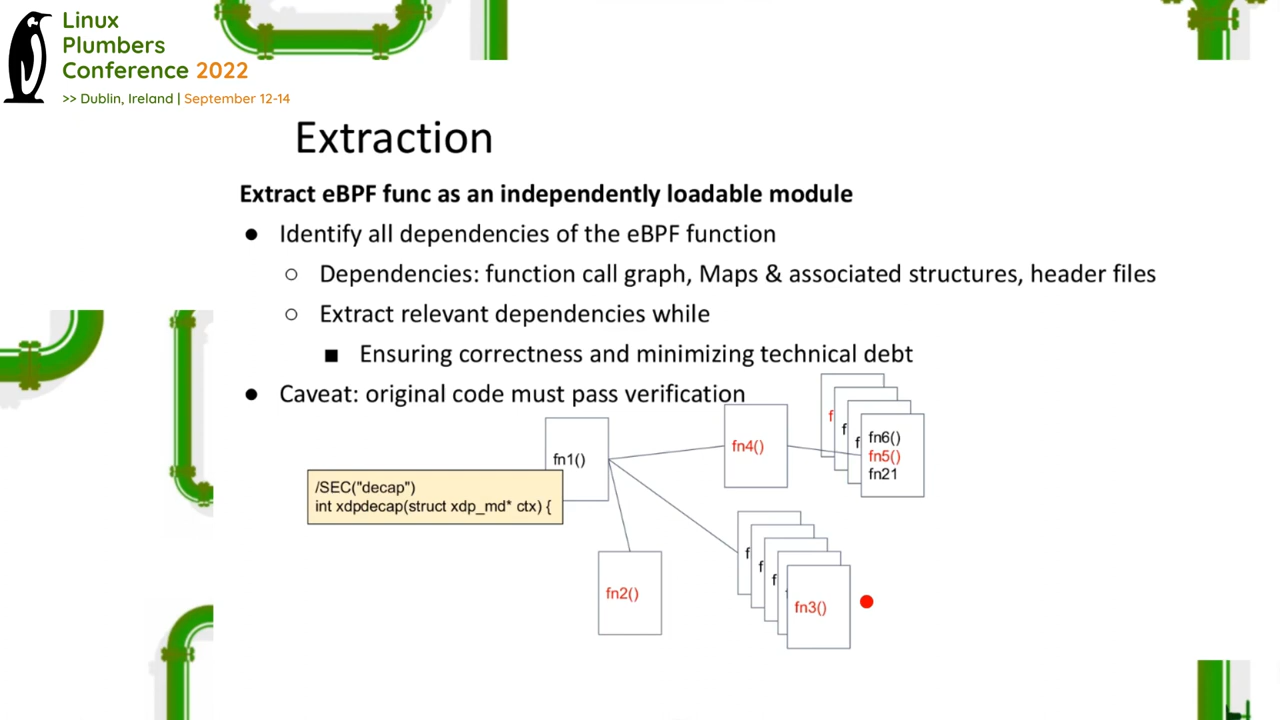 Linux
Plumbers
Conference 2022
>> Dublin, Ireland | September 12-14
Extraction
Extract eBPF func as an independently loadable module
● Identify all dependencies of the eBPF function
○ Dependencies: function call graph, Maps & associated structures, header files
○ Extract relevant dependencies while
■ Ensuring correctness and minimizing technical debt
● Caveat: original code must pass verification
fn1()
/SEC("decap")
int xdpdecap(struct xdp_md* ctx) {
fn4()
f
f
f
fn6()
fn5()
fn21
fn2()
f
f
f
fn3()